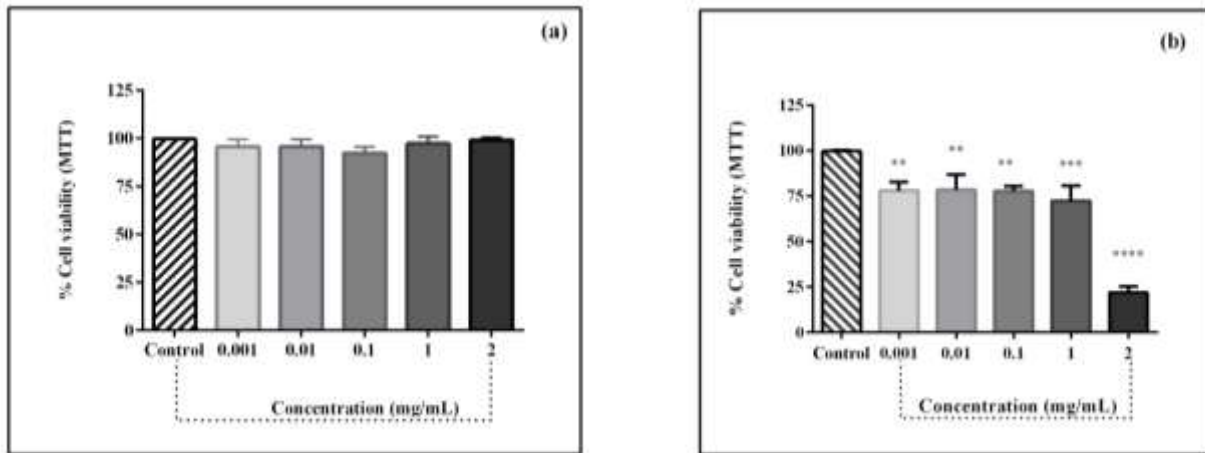 (a)
% Cell viability (MTT)
125
100
75
50
25
0
Control 0.001 0.01 0.1 1 2
Concentration (mg/mL)
(b)
% Cell viability (MTT)
125
100
75
50
25
0
** ** ** *** ****
Control 0.001 0.01 0.1 1 2
Concentration (mg/mL)